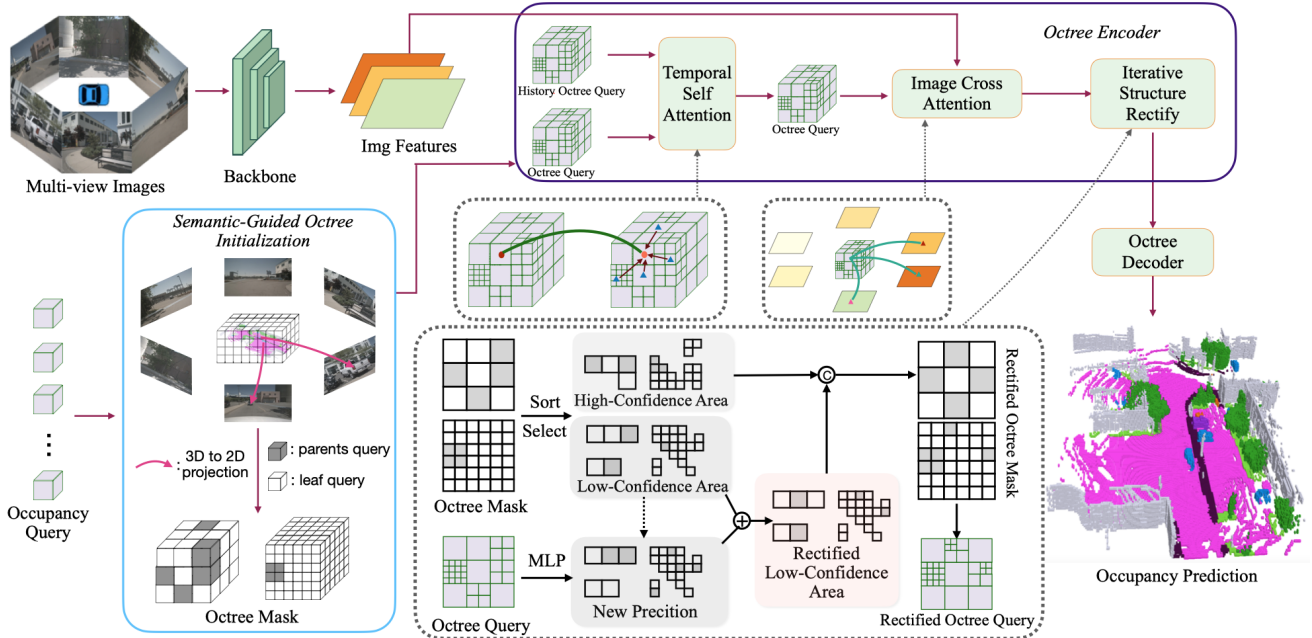 Octree Encoder
Multi-view Images
Backbone
Img Features
History Octree Query
Octree Query
Temporal
Self
Attention
Octree Query
Image Cross
Attention
Iterative
Structure
Rectify
Semantic-Guided Octree
Initialization
Occupancy
Query
: 3D to 2D
projection
: parents query
: leaf query
Octree Mask
Octree
Decoder
Occupancy Prediction
Octree Mask
Sort
Select
High-Confidence Area
Low-Confidence Area
Octree Query
MLP
New Precition
Rectified
Low-Confidence
Area
C
Rectified Octree Mask
Rectified Octree Query